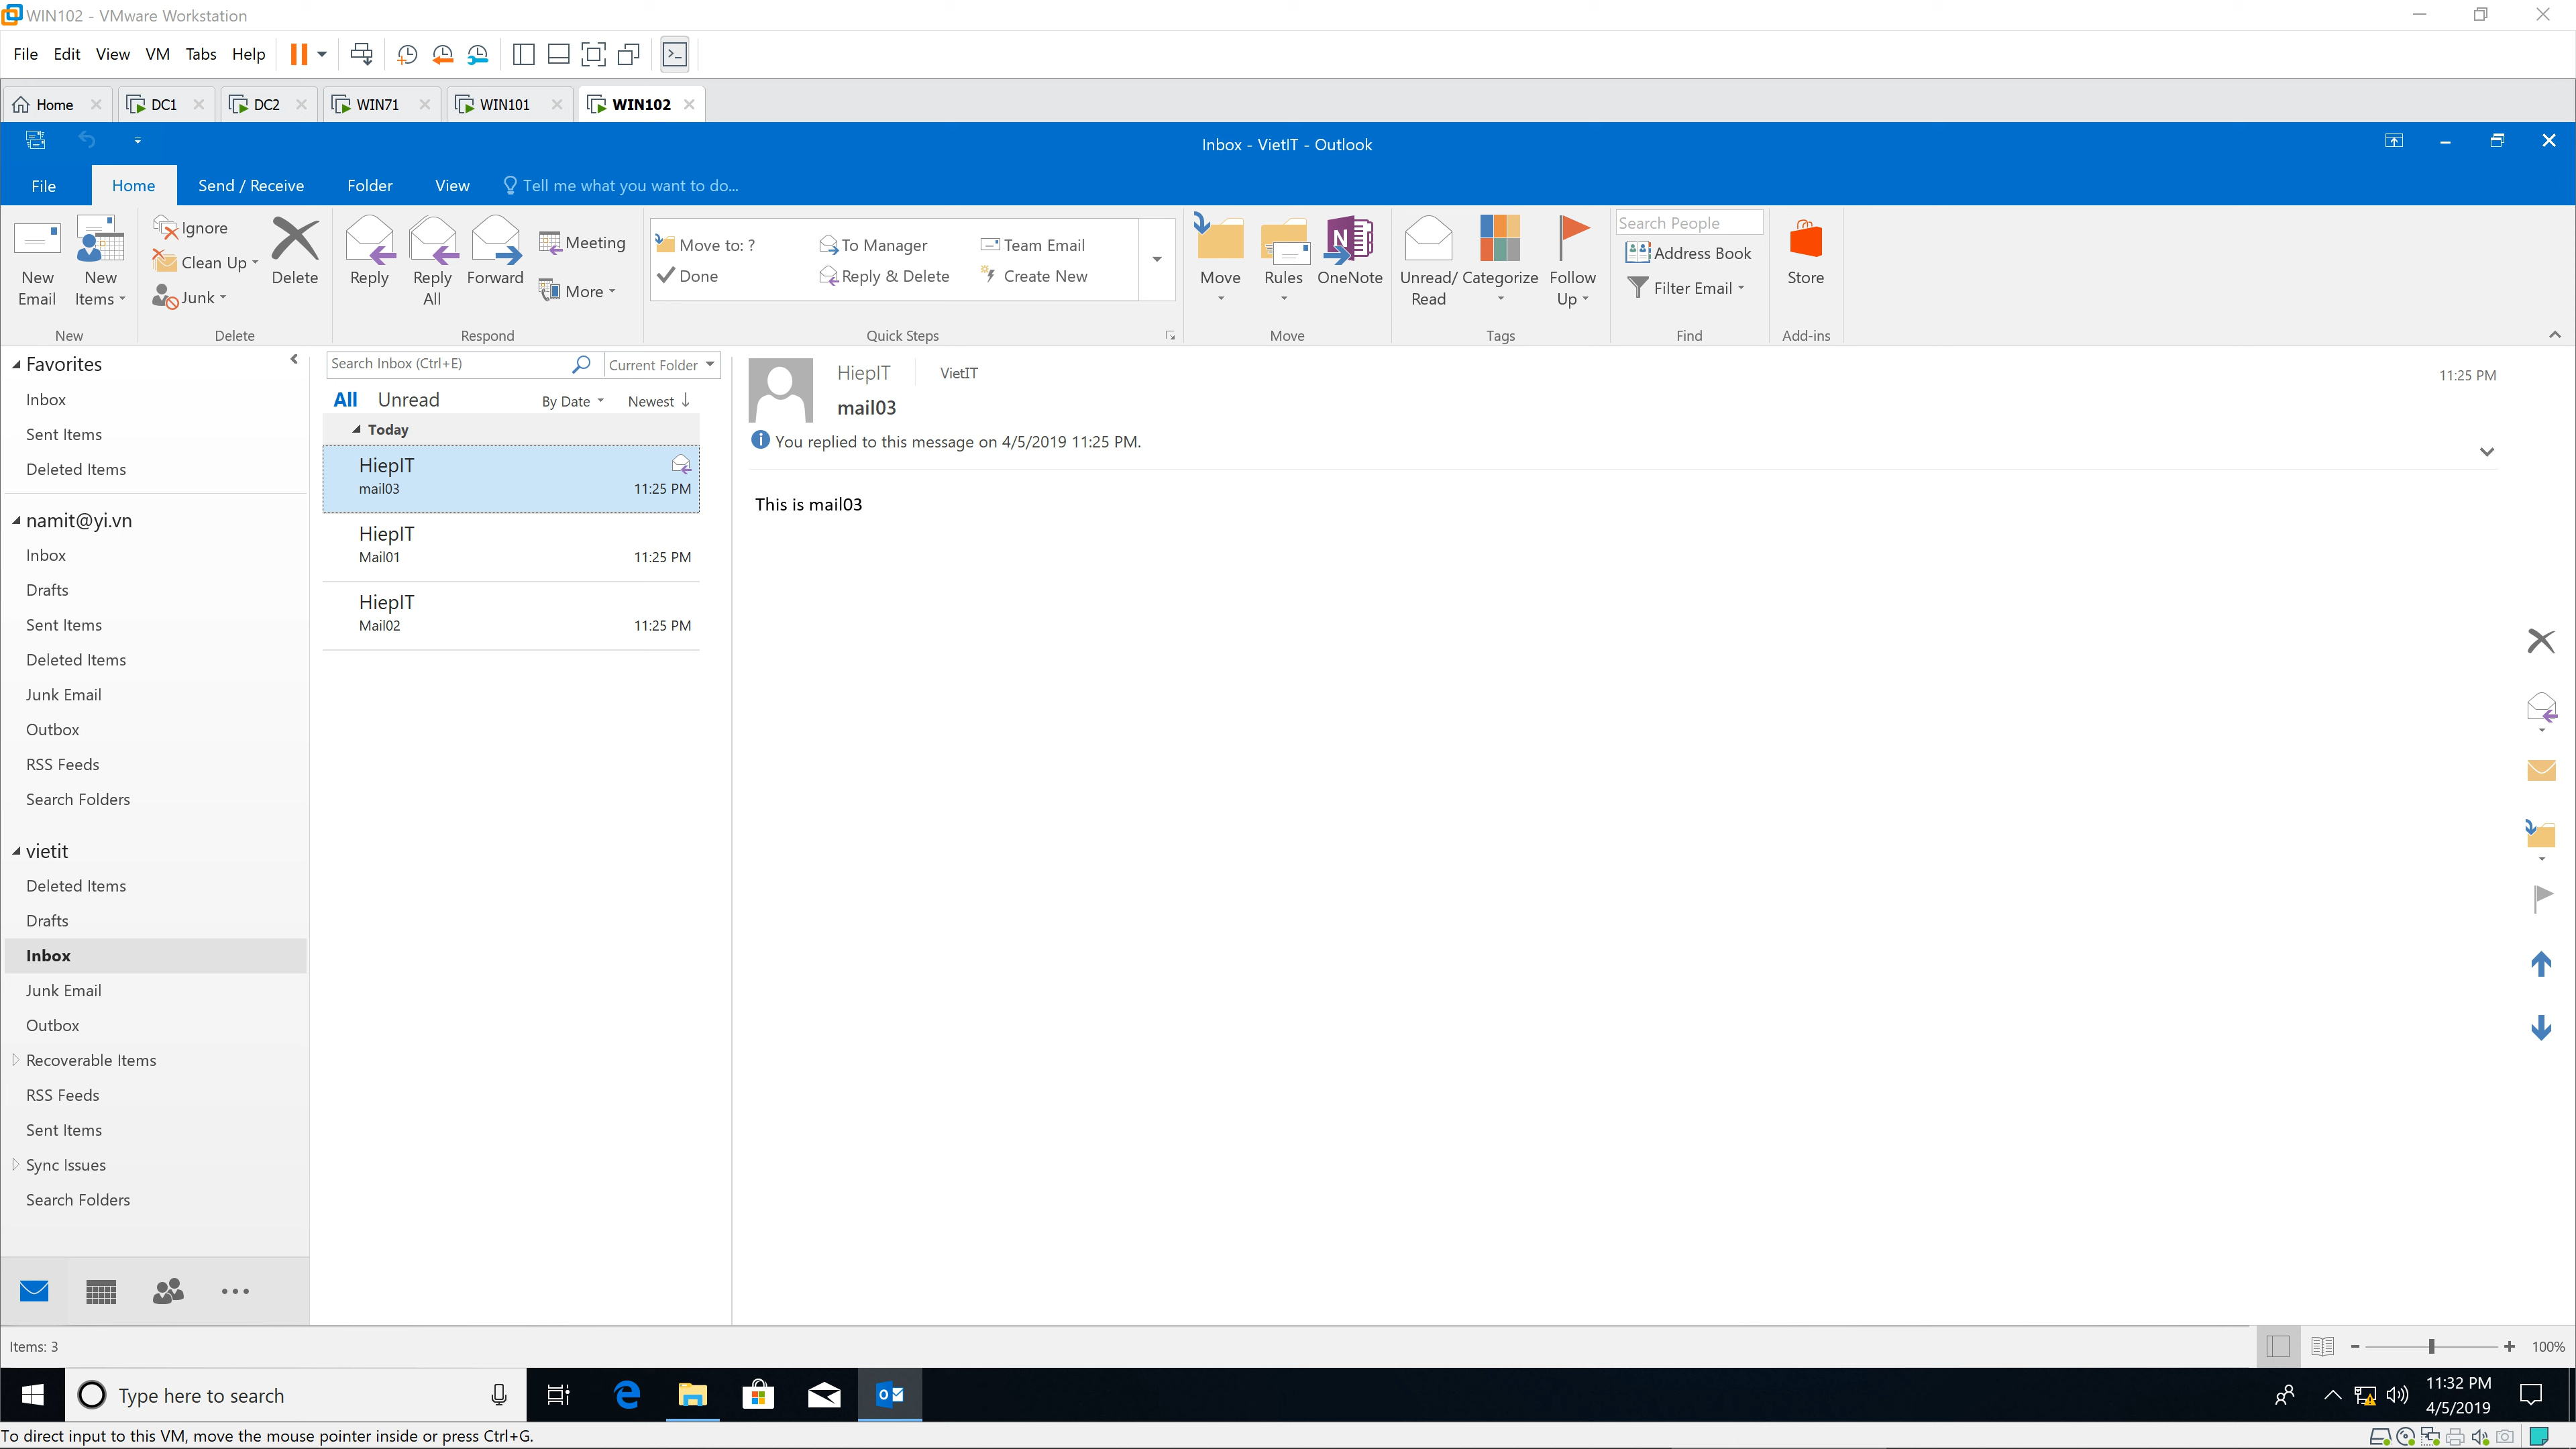 WIN102 - VMware Workstation
File Edit View VM Tabs Help
Home DC1 DC2 WIN71 WIN101 WIN102
Inbox - VietIT - Outlook
File Home Send / Receive Folder View Tell me what you want to do...
New Email
New Items
New
Ignore
Clean Up
Junk
Delete
Delete
Reply
Reply All
Forward
Meeting
More
Respond
Move to: ? To Manager Team Email
Done Reply & Delete Create New
Quick Steps
Move
Rules
OneNote
Move
Unread/ Read
Categorize
Follow Up
Tags
Search People
Address Book
Filter Email
Find
Store
Add-ins
Favorites
Inbox
Sent Items
Deleted Items
namit@yi.vn
Inbox
Drafts
Sent Items
Deleted Items
Junk Email
Outbox
RSS Feeds
Search Folders
vietit
Deleted Items
Drafts
Inbox
Junk Email
Outbox
Recoverable Items
RSS Feeds
Sent Items
Sync Issues
Search Folders
Search Inbox (Ctrl+E) Current Folder
All Unread By Date Newest
Today
HiepIT
mail03 11:25 PM
HiepIT
Mail01 11:25 PM
HiepIT
Mail02 11:25 PM
HiepIT VietIT 11:25 PM
mail03
You replied to this message on 4/5/2019 11:25 PM.
This is mail03
Items: 3 100%
Type here to search
11:32 PM
4/5/2019
To direct input to this VM, move the mouse pointer inside or press Ctrl+G.